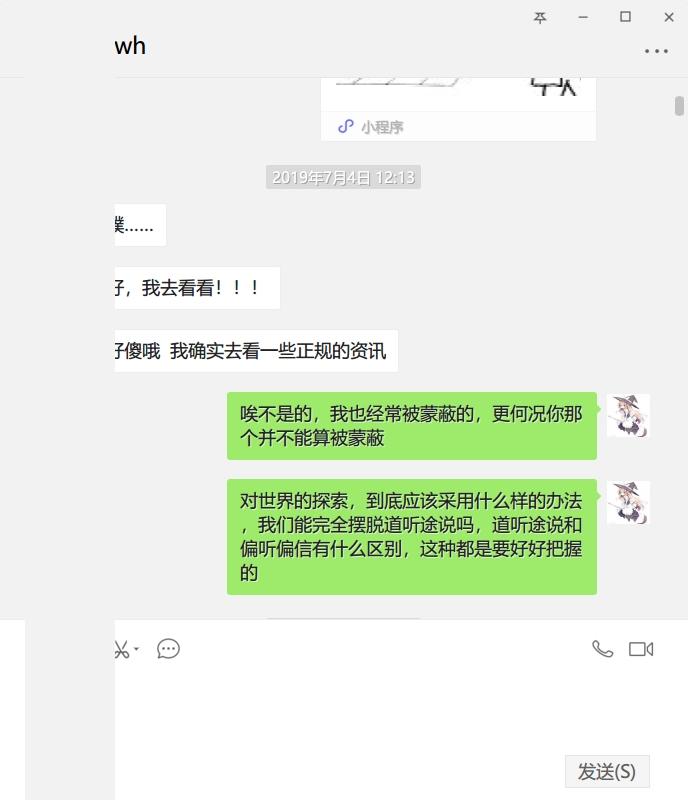 wh
小程序
2019年7月4日 12:13
……
好，我去看看！！！
好傻哦 我确实去看一些正规的资讯
唉不是的，我也经常被蒙蔽的，更何况你那
个并不能算被蒙蔽
对世界的探索，到底应该采用什么样的办法
，我们能完全摆脱道听途说吗，道听途说和
偏听偏信有什么区别，这种都是要好好把握
的
发送(S)